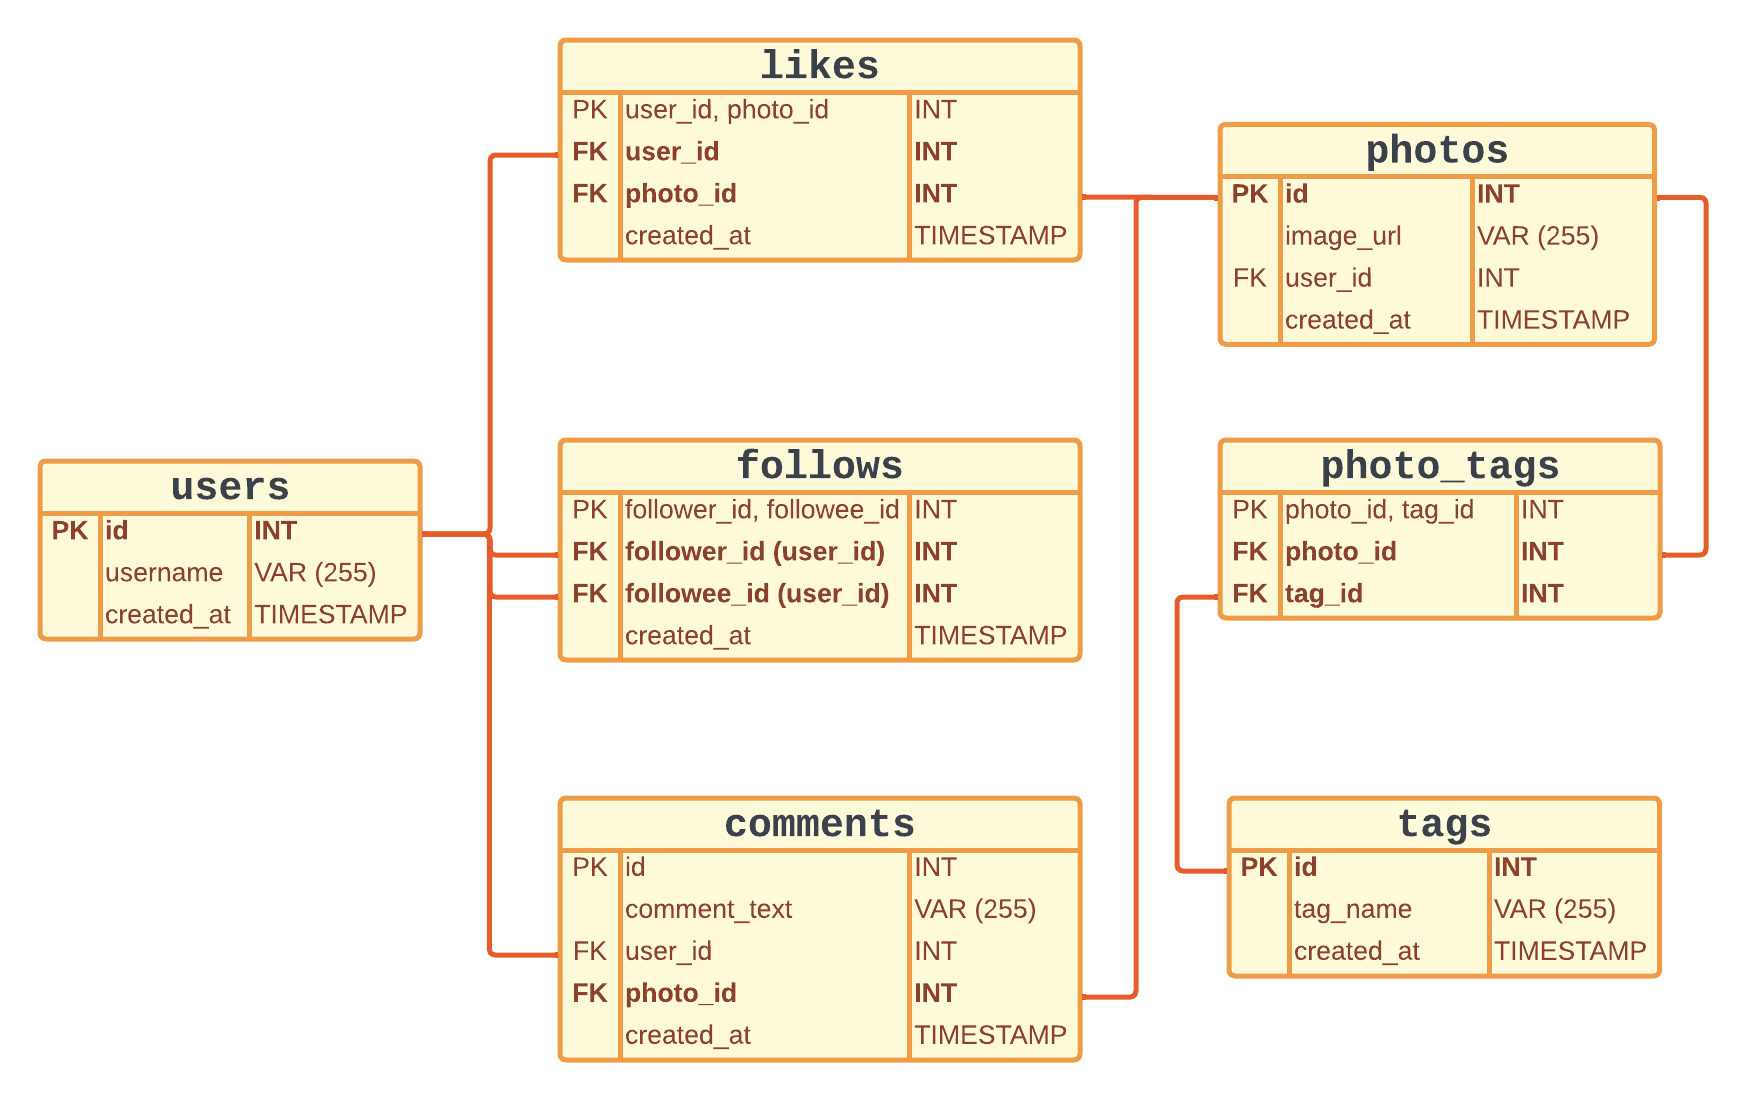 likes
PK user_id, photo_id INT
FK user_id INT
FK photo_id INT
created_at TIMESTAMP
photos
PK id INT
image_url VAR (255)
FK user_id INT
created_at TIMESTAMP
users
PK id INT
username VAR (255)
created_at TIMESTAMP
follows
PK follower_id, followee_id INT
FK follower_id (user_id) INT
FK followee_id (user_id) INT
created_at TIMESTAMP
photo_tags
PK photo_id, tag_id INT
FK photo_id INT
FK tag_id INT
comments
PK id INT
comment_text VAR (255)
FK user_id INT
FK photo_id INT
created_at TIMESTAMP
tags
PK id INT
tag_name VAR (255)
created_at TIMESTAMP